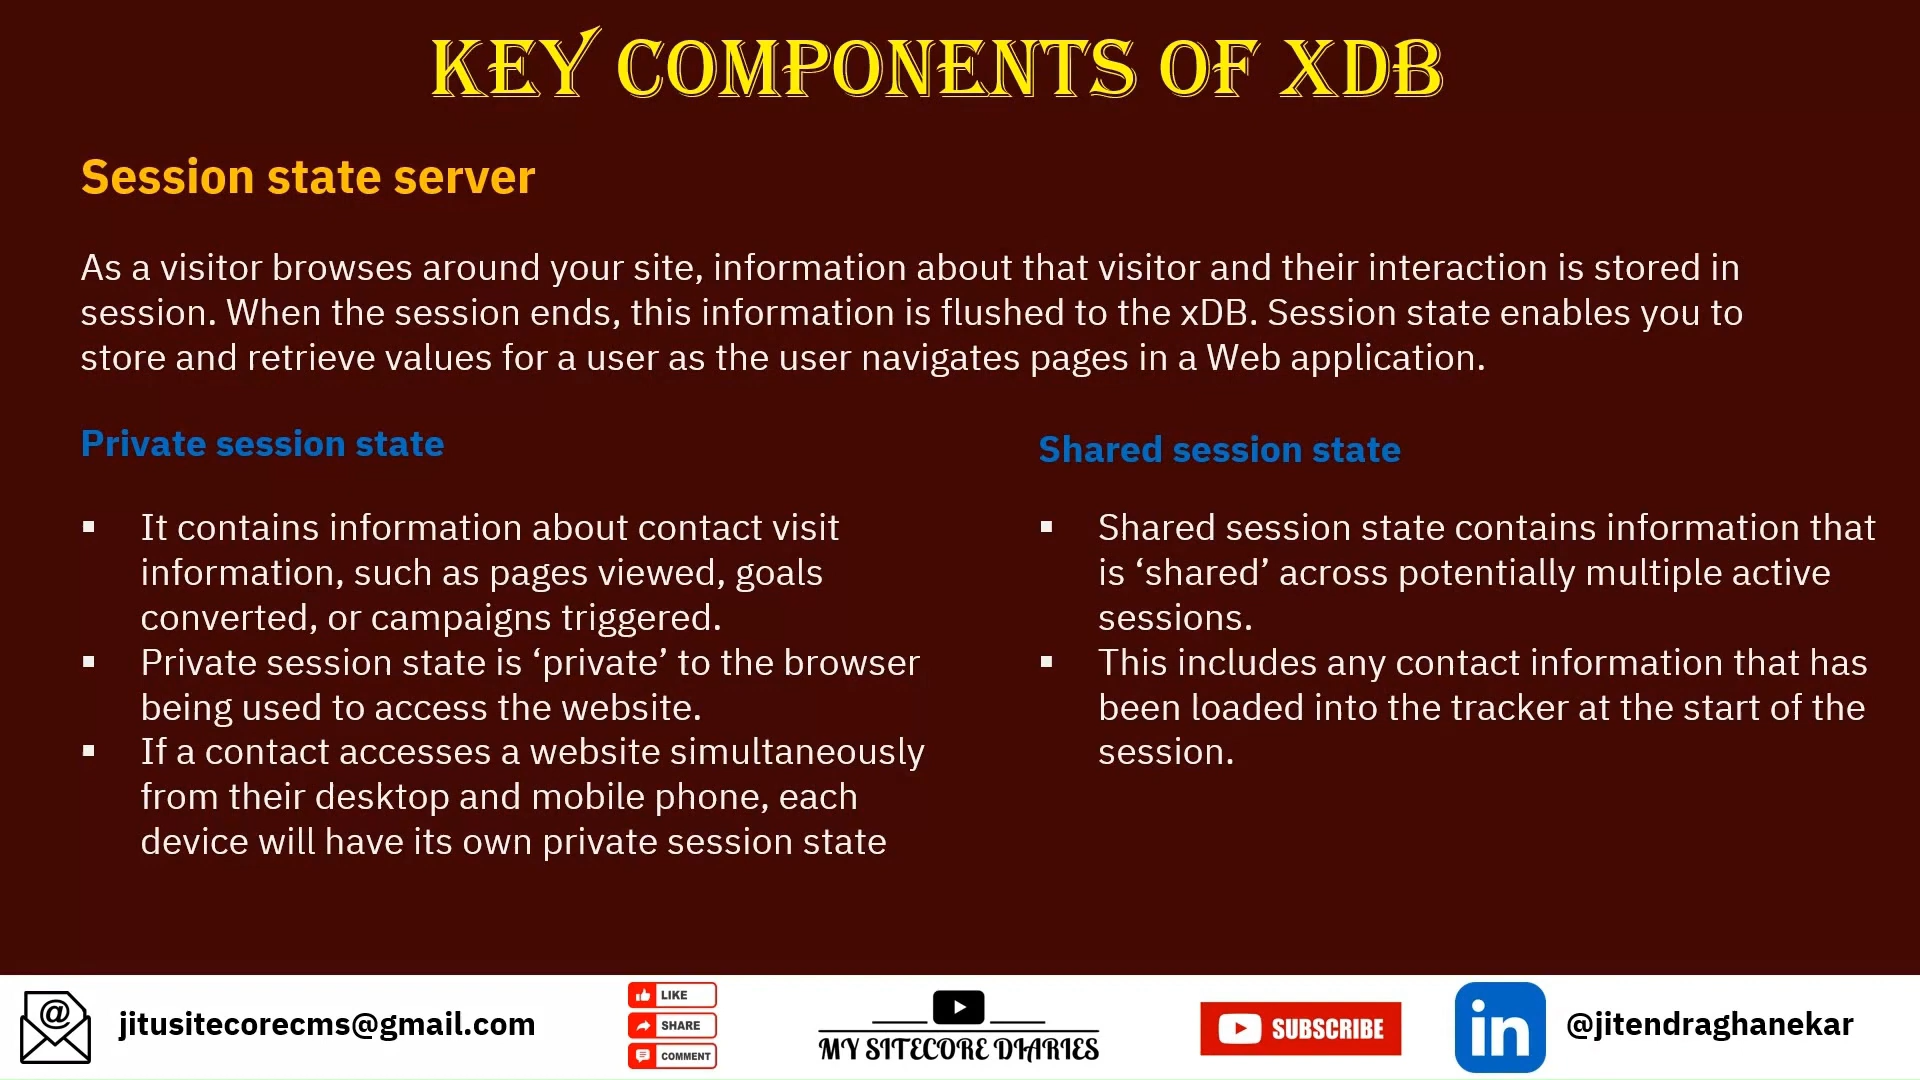 KEY COMPONENTS OF XDB
Session state server
As a visitor browses around your site, information about that visitor and their interaction is stored in
session. When the session ends, this information is flushed to the xDB. Session state enables you to
store and retrieve values for a user as the user navigates pages in a Web application.
Private session state
▪ It contains information about contact visit
information, such as pages viewed, goals
converted, or campaigns triggered.
▪ Private session state is ‘private’ to the browser
being used to access the website.
▪ If a contact accesses a website simultaneously
from their desktop and mobile phone, each
device will have its own private session state
Shared session state
▪ Shared session state contains information that
is ‘shared’ across potentially multiple active
sessions.
▪ This includes any contact information that has
been loaded into the tracker at the start of the
session.
@
jitusitecorecms@gmail.com
LIKE
SHARE
COMMENT
MY SITECORE DIARIES
SUBSCRIBE
in
@jitendraghanekar